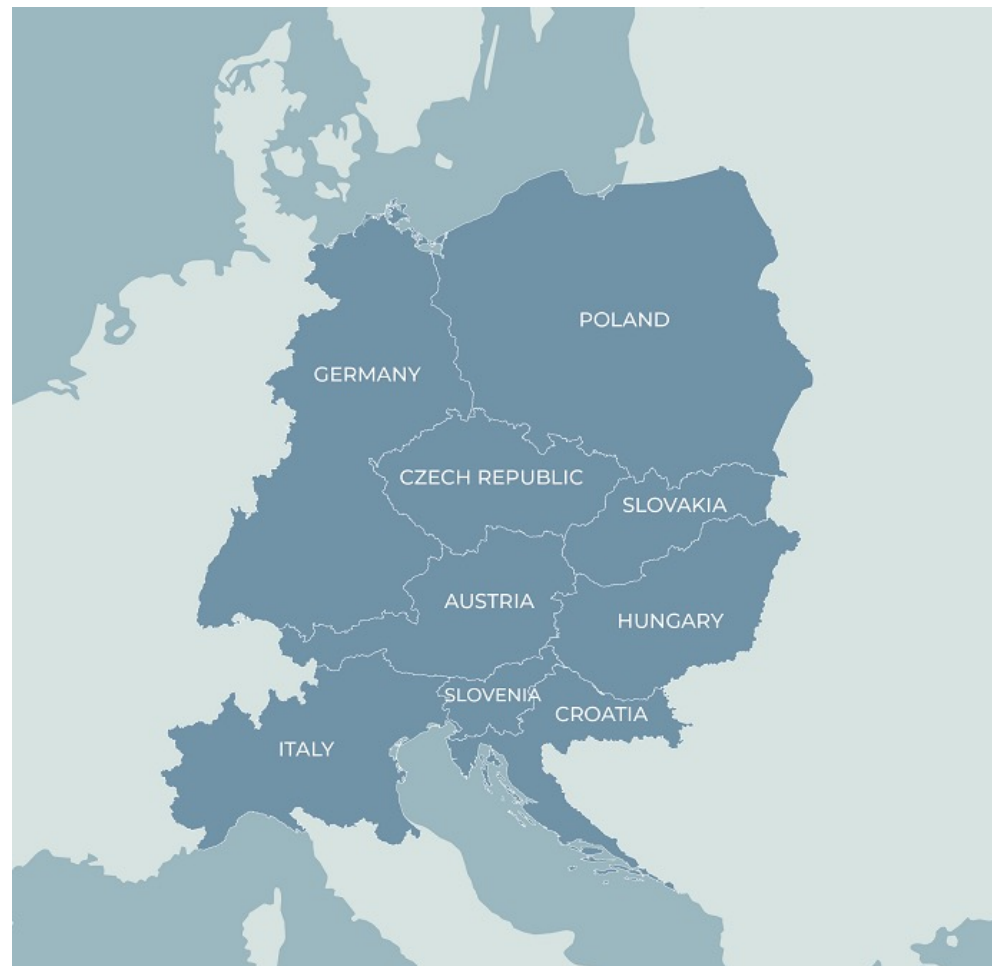 POLAND
GERMANY
CZECH REPUBLIC
SLOVAKIA
AUSTRIA
HUNGARY
SLOVENIA
CROATIA
ITALY